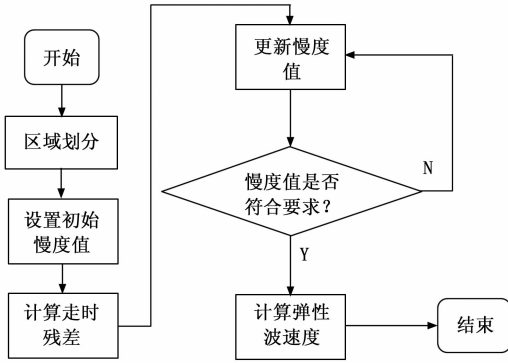 开始
区域划分
设置初始
慢度值
计算走时
残差
更新慢度
值
慢度值是否
符合要求?
N
Y
计算弹性
波速度
结束